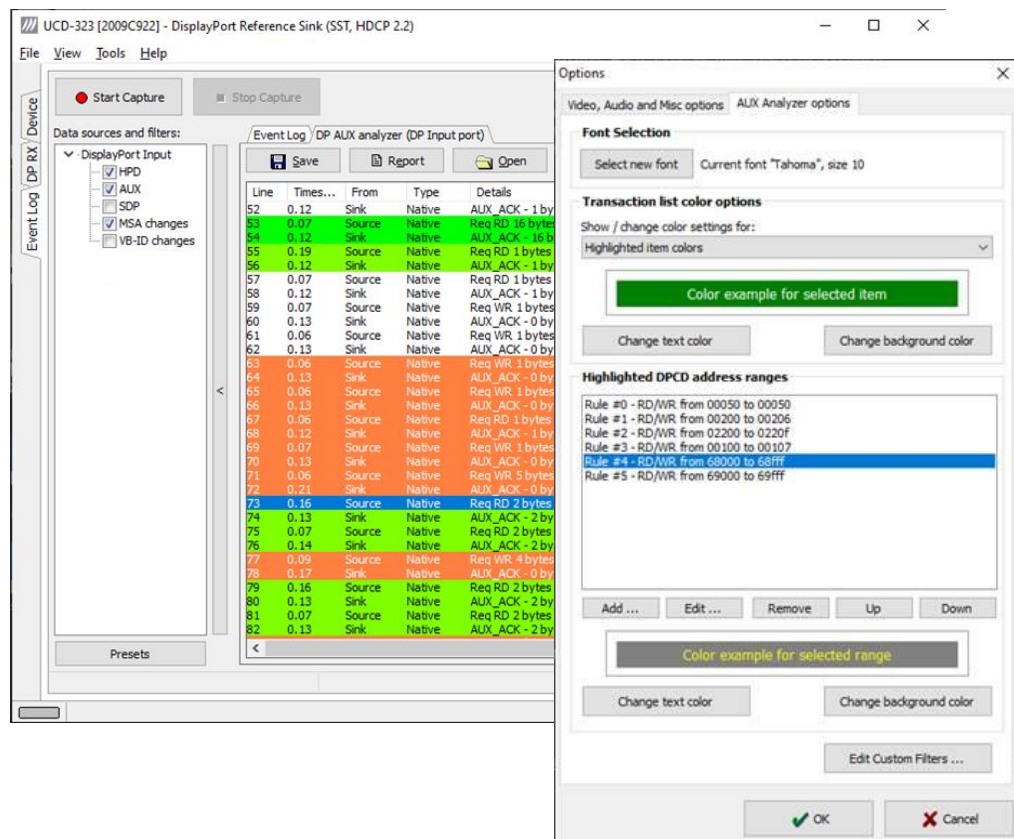 UCD-323 [2009C922] - DisplayPort Reference Sink (SST, HDCP 2.2)
File View Tools Help
Device
DP RX
Event Log
Start Capture
Stop Capture
Data sources and filters:
DisplayPort Input
HPD
AUX
SDP
MSA changes
VB-ID changes
Presets
<
Event Log DP AUX analyzer (DP Input port)
Save Report Open
Line Times... From Type Details
52 0.12 Sink Native AUX_ACK - 1 by
53 0.07 Source Native Req RD 16 bytes
54 0.12 Sink Native AUX_ACK - 16 b
55 0.19 Source Native Req RD 1 bytes
56 0.12 Sink Native AUX_ACK - 1 by
57 0.07 Source Native Req RD 1 bytes
58 0.12 Sink Native AUX_ACK - 1 by
59 0.07 Source Native Req WR 1 bytes
60 0.13 Sink Native AUX_ACK - 0 by
61 0.06 Source Native Req WR 1 bytes
62 0.13 Sink Native AUX_ACK - 0 by
63 0.06 Source Native Req WR 1 bytes
64 0.13 Sink Native AUX_ACK - 0 by
65 0.06 Source Native Req WR 1 bytes
66 0.13 Sink Native AUX_ACK - 0 by
67 0.06 Source Native Req RD 1 bytes
68 0.12 Sink Native AUX_ACK - 1 by
69 0.07 Source Native Req WR 1 bytes
70 0.13 Sink Native AUX_ACK - 0 by
71 0.06 Source Native Req WR 5 bytes
72 0.21 Sink Native AUX_ACK - 0 by
73 0.16 Source Native Req RD 2 bytes
74 0.13 Sink Native AUX_ACK - 2 by
75 0.07 Source Native Req RD 2 bytes
76 0.14 Sink Native AUX_ACK - 2 by
77 0.09 Source Native Req WR 4 bytes
78 0.17 Sink Native AUX_ACK - 0 by
79 0.16 Source Native Req RD 2 bytes
80 0.13 Sink Native AUX_ACK - 2 by
81 0.07 Source Native Req RD 2 bytes
82 0.13 Sink Native AUX_ACK - 2 by
Options
Video, Audio and Misc options AUX Analyzer options
Font Selection
Select new font Current font "Tahoma", size 10
Transaction list color options
Show / change color settings for:
Highlighted item colors
Color example for selected item
Change text color Change background color
Highlighted DPCD address ranges
Rule #0 - RD/WR from 00050 to 00050
Rule #1 - RD/WR from 00200 to 00206
Rule #2 - RD/WR from 02200 to 0220f
Rule #3 - RD/WR from 00100 to 00107
Rule #4 - RD/WR from 68000 to 68fff
Rule #5 - RD/WR from 69000 to 69fff
Add ... Edit ... Remove Up Down
Color example for selected range
Change text color Change background color
Edit Custom Filters ...
OK Cancel